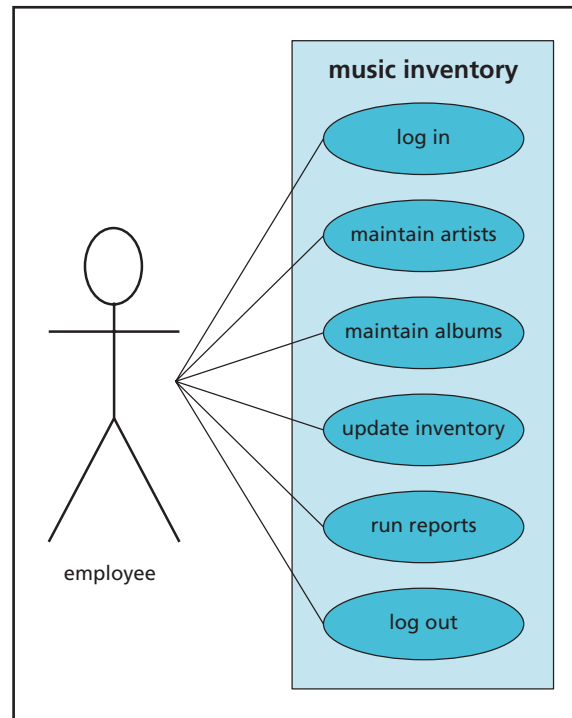 music inventory
log in
maintain artists
maintain albums
update inventory
run reports
employee
log out